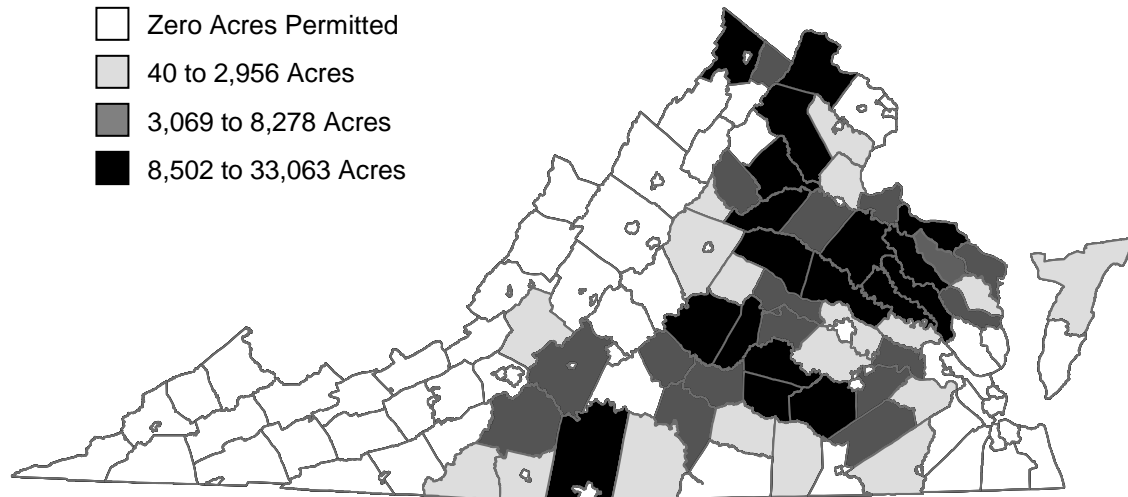 Zero Acres Permitted
40 to 2,956 Acres
3,069 to 8,278 Acres
8,502 to 33,063 Acres